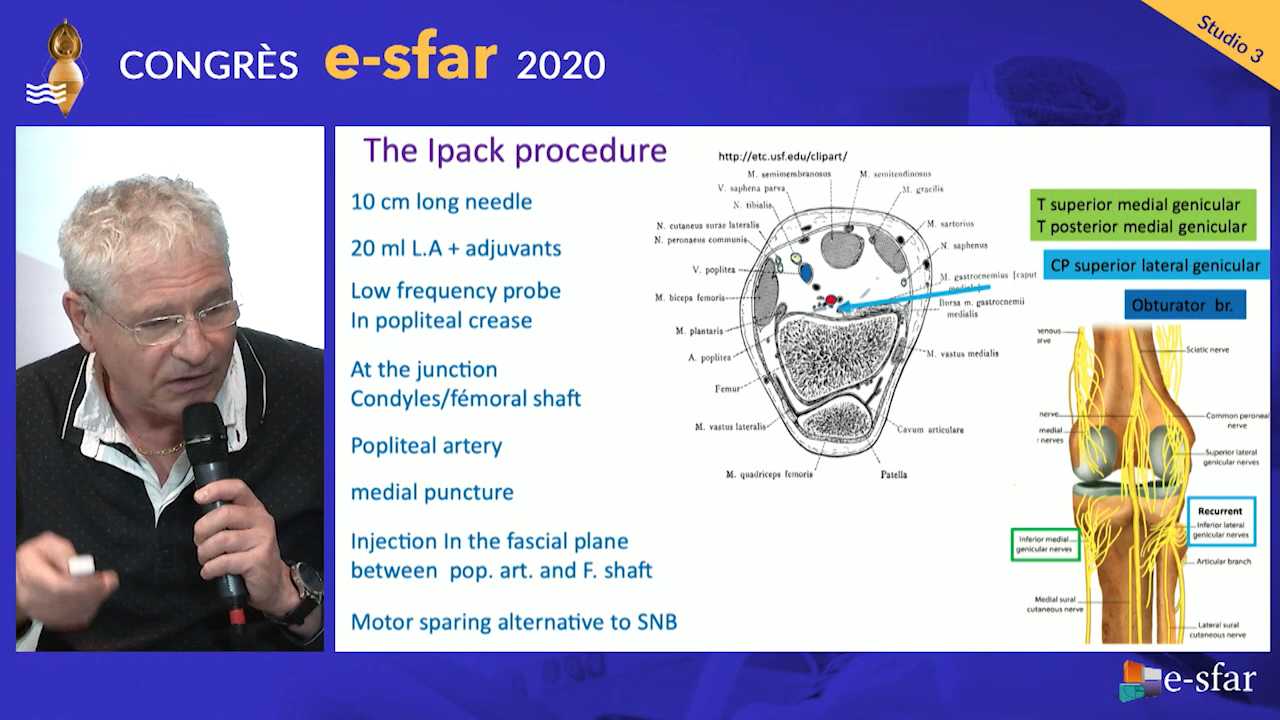 CONGRÈS e-sfar 2020
Studio 3
The Ipack procedure
10 cm long needle
20 ml L.A + adjuvants
Low frequency probe
In popliteal crease
At the junction
Condyles/fémoral shaft
Popliteal artery
medial puncture
Injection In the fascial plane
between pop. art. and F. shaft
Motor sparing alternative to SNB
http://etc.usf.edu/clipart/
M. semimembranosus
M. semitendinosus
V. saphena parva
M. gracilis
N. tibialis
N. cutaneus surae lateralis
M. sartorius
N. peronaeus communis
N. saphenus
V. poplitea
M. gastrocnemius [caput
M. biceps femoris
Bursa m. gastrocnemii
medialis
M. plantaris
A. poplitea
M. vastus medialis
Femur
M. vastus lateralis
Cavum articulare
M. quadriceps femoris
Patella
T superior medial genicular
T posterior medial genicular
CP superior lateral genicular
Obturator br.
Sciatic nerve
nerve
Common peroneal
nerve
medial
nerves
Superior lateral
genicular nerves
Recurrent
Inferior lateral
genicular nerves
Inferior medial
genicular nerves
Articular branch
Medial sural
cutaneous nerve
Lateral sural
cutaneous nerve
e-sfar